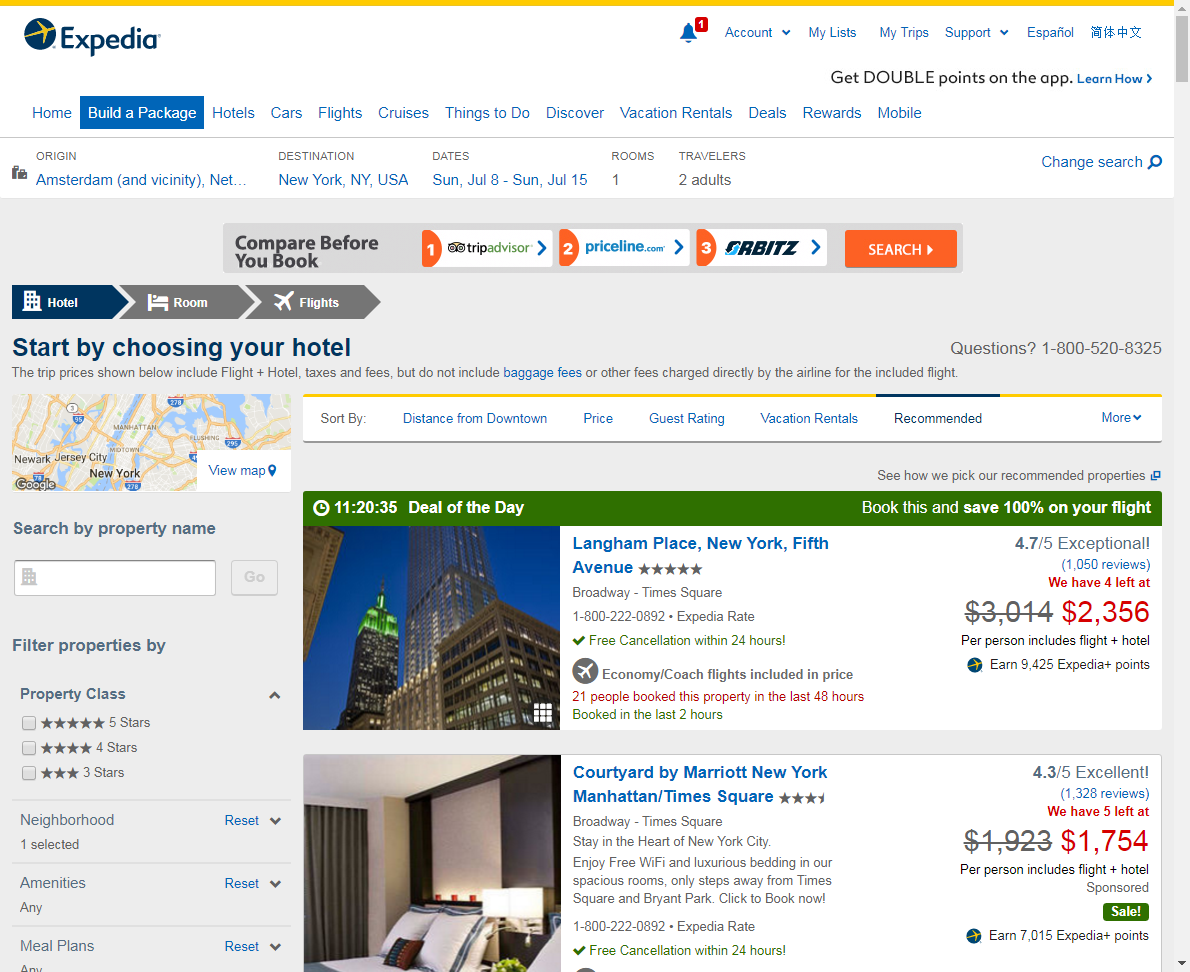 Expedia
1
Account
My Lists
My Trips
Support
Español
简体中文
Get DOUBLE points on the app. Learn How
Home
Build a Package
Hotels
Cars
Flights
Cruises
Things to Do
Discover
Vacation Rentals
Deals
Rewards
Mobile
ORIGIN
Amsterdam (and vicinity), Net...
DESTINATION
New York, NY, USA
DATES
Sun, Jul 8 - Sun, Jul 15
ROOMS
1
TRAVELERS
2 adults
Change search
Compare Before
You Book
1 tripadvisor
2 priceline.com
3 ORBITZ
SEARCH
Hotel
Room
Flights
Start by choosing your hotel
Questions? 1-800-520-8325
The trip prices shown below include Flight + Hotel, taxes and fees, but do not include baggage fees or other fees charged directly by the airline for the included flight.
3
278
95
MANHATTAN
FLUSHING
295
MIDTOWN
Newark
Jersey City
New York
78
278
Google
View map
Sort By:
Distance from Downtown
Price
Guest Rating
Vacation Rentals
Recommended
More
See how we pick our recommended properties
Search by property name
Go
Filter properties by
Property Class
5 Stars
4 Stars
3 Stars
Neighborhood
Reset
1 selected
Amenities
Reset
Any
Meal Plans
Reset
Any
11:20:35 Deal of the Day
Book this and save 100% on your flight
Langham Place, New York, Fifth
Avenue
Broadway - Times Square
1-800-222-0892 • Expedia Rate
Free Cancellation within 24 hours!
Economy/Coach flights included in price
21 people booked this property in the last 48 hours
Booked in the last 2 hours
4.7/5 Exceptional!
(1,050 reviews)
We have 4 left at
$3,014 $2,356
Per person includes flight + hotel
Earn 9,425 Expedia+ points
Courtyard by Marriott New York
Manhattan/Times Square
Broadway - Times Square
Stay in the Heart of New York City.
Enjoy Free WiFi and luxurious bedding in our
spacious rooms, only steps away from Times
Square and Bryant Park. Click to Book now!
1-800-222-0892 • Expedia Rate
Free Cancellation within 24 hours!
4.3/5 Excellent!
(1,328 reviews)
We have 5 left at
$1,923 $1,754
Per person includes flight + hotel
Sponsored
Sale!
Earn 7,015 Expedia+ points